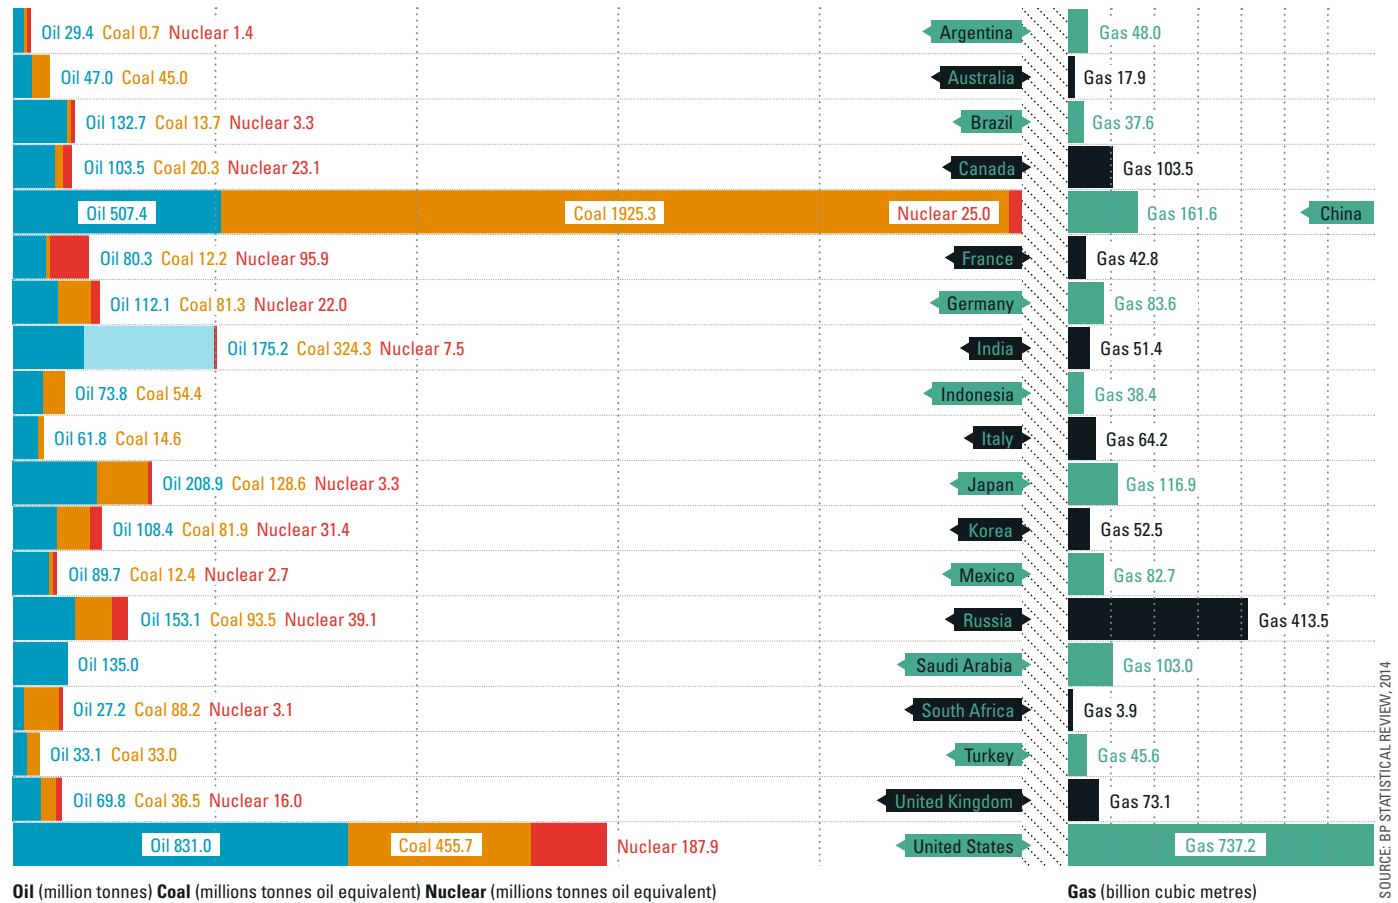 Oil 29.4 Coal 0.7 Nuclear 1.4 Argentina Gas 48.0
Oil 47.0 Coal 45.0 Australia Gas 17.9
Oil 132.7 Coal 13.7 Nuclear 3.3 Brazil Gas 37.6
Oil 103.5 Coal 20.3 Nuclear 23.1 Canada Gas 103.5
Oil 507.4 Coal 1925.3 Nuclear 25.0 Gas 161.6 China
Oil 80.3 Coal 12.2 Nuclear 95.9 France Gas 42.8
Oil 112.1 Coal 81.3 Nuclear 22.0 Germany Gas 83.6
Oil 175.2 Coal 324.3 Nuclear 7.5 India Gas 51.4
Oil 73.8 Coal 54.4 Indonesia Gas 38.4
Oil 61.8 Coal 14.6 Italy Gas 64.2
Oil 208.9 Coal 128.6 Nuclear 3.3 Japan Gas 116.9
Oil 108.4 Coal 81.9 Nuclear 31.4 Korea Gas 52.5
Oil 89.7 Coal 12.4 Nuclear 2.7 Mexico Gas 82.7
Oil 153.1 Coal 93.5 Nuclear 39.1 Russia Gas 413.5
Oil 135.0 Saudi Arabia Gas 103.0
Oil 27.2 Coal 88.2 Nuclear 3.1 South Africa Gas 3.9
Oil 33.1 Coal 33.0 Turkey Gas 45.6
Oil 69.8 Coal 36.5 Nuclear 16.0 United Kingdom Gas 73.1
Oil 831.0 Coal 455.7 Nuclear 187.9 United States Gas 737.2
Oil (million tonnes) Coal (millions tonnes oil equivalent) Nuclear (millions tonnes oil equivalent) Gas (billion cubic metres)
SOURCE: BP STATISTICAL REVIEW, 2014